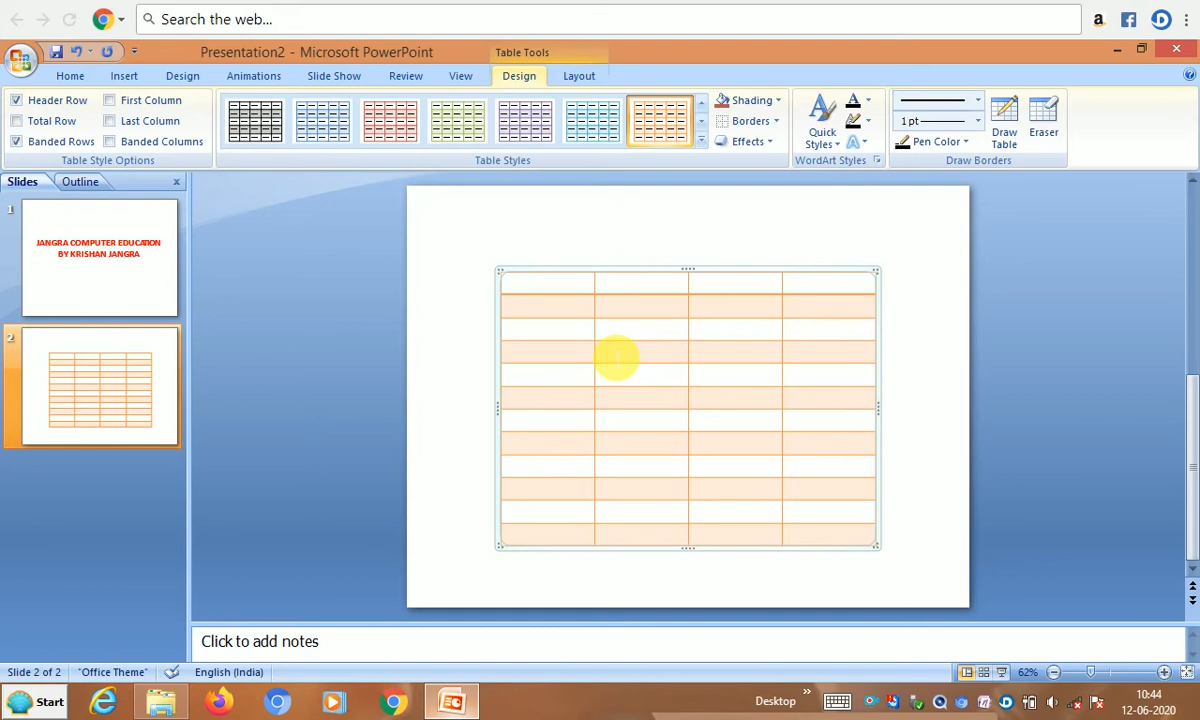 Search the web...
Presentation2 - Microsoft PowerPoint
Table Tools
Home
Insert
Design
Animations
Slide Show
Review
View
Design
Layout
Header Row
First Column
Total Row
Last Column
Banded Rows
Banded Columns
Table Style Options
Table Styles
Shading
Borders
Effects
Quick
Styles
WordArt Styles
1 pt
Pen Color
Draw
Table
Eraser
Draw Borders
Slides
Outline
1
JANGRA COMPUTER EDUCATION
BY KRISHAN JANGRA
2
Click to add notes
Slide 2 of 2
"Office Theme"
English (India)
62%
Start
Desktop
10:44
12-06-2020